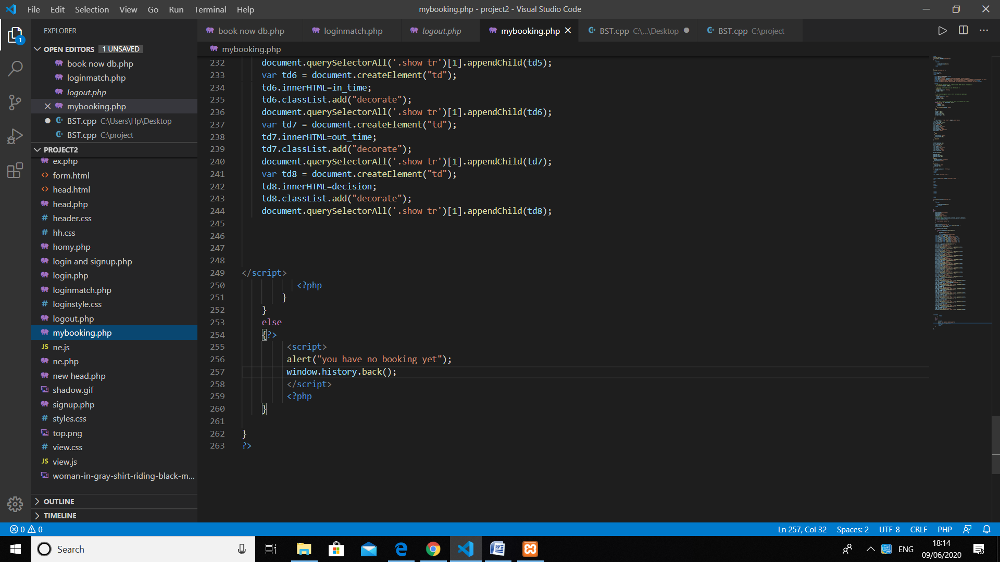 File Edit Selection View Go Run Terminal Help
mybooking.php - project2 - Visual Studio Code
EXPLORER
OPEN EDITORS 1 UNSAVED
book now db.php
loginmatch.php
logout.php
mybooking.php
BST.cpp C:\Users\Hp\Desktop
BST.cpp C:\project
PROJECT2
ex.php
form.html
head.html
head.php
header.css
hh.css
homy.php
login and signup.php
login.php
loginmatch.php
loginstyle.css
logout.php
mybooking.php
ne.js
ne.php
new head.php
shadow.gif
signup.php
styles.css
top.png
view.css
view.js
woman-in-gray-shirt-riding-black-m...
OUTLINE
TIMELINE
1
book now db.php loginmatch.php logout.php mybooking.php BST.cpp C:\...\Desktop BST.cpp C:\project
mybooking.php
232 document.querySelectorAll('.show tr')[1].appendChild(td5);
233 var td6 = document.createElement("td");
234 td6.innerHTML=in_time;
235 td6.classList.add("decorate");
236 document.querySelectorAll('.show tr')[1].appendChild(td6);
237 var td7 = document.createElement("td");
238 td7.innerHTML=out_time;
239 td7.classList.add("decorate");
240 document.querySelectorAll('.show tr')[1].appendChild(td7);
241 var td8 = document.createElement("td");
242 td8.innerHTML=decision;
243 td8.classList.add("decorate");
244 document.querySelectorAll('.show tr')[1].appendChild(td8);
245
246
247
248
249 </script>
250 <?php
251 }
252 }
253 else
254 {?>
255 <script>
256 alert("you have no booking yet");
257 window.history.back();
258 </script>
259 <?php
260 }
261
262 }
263 ?>
0 0
Ln 257, Col 32 Spaces: 2 UTF-8 CRLF PHP
Search
ENG
18:14
09/06/2020